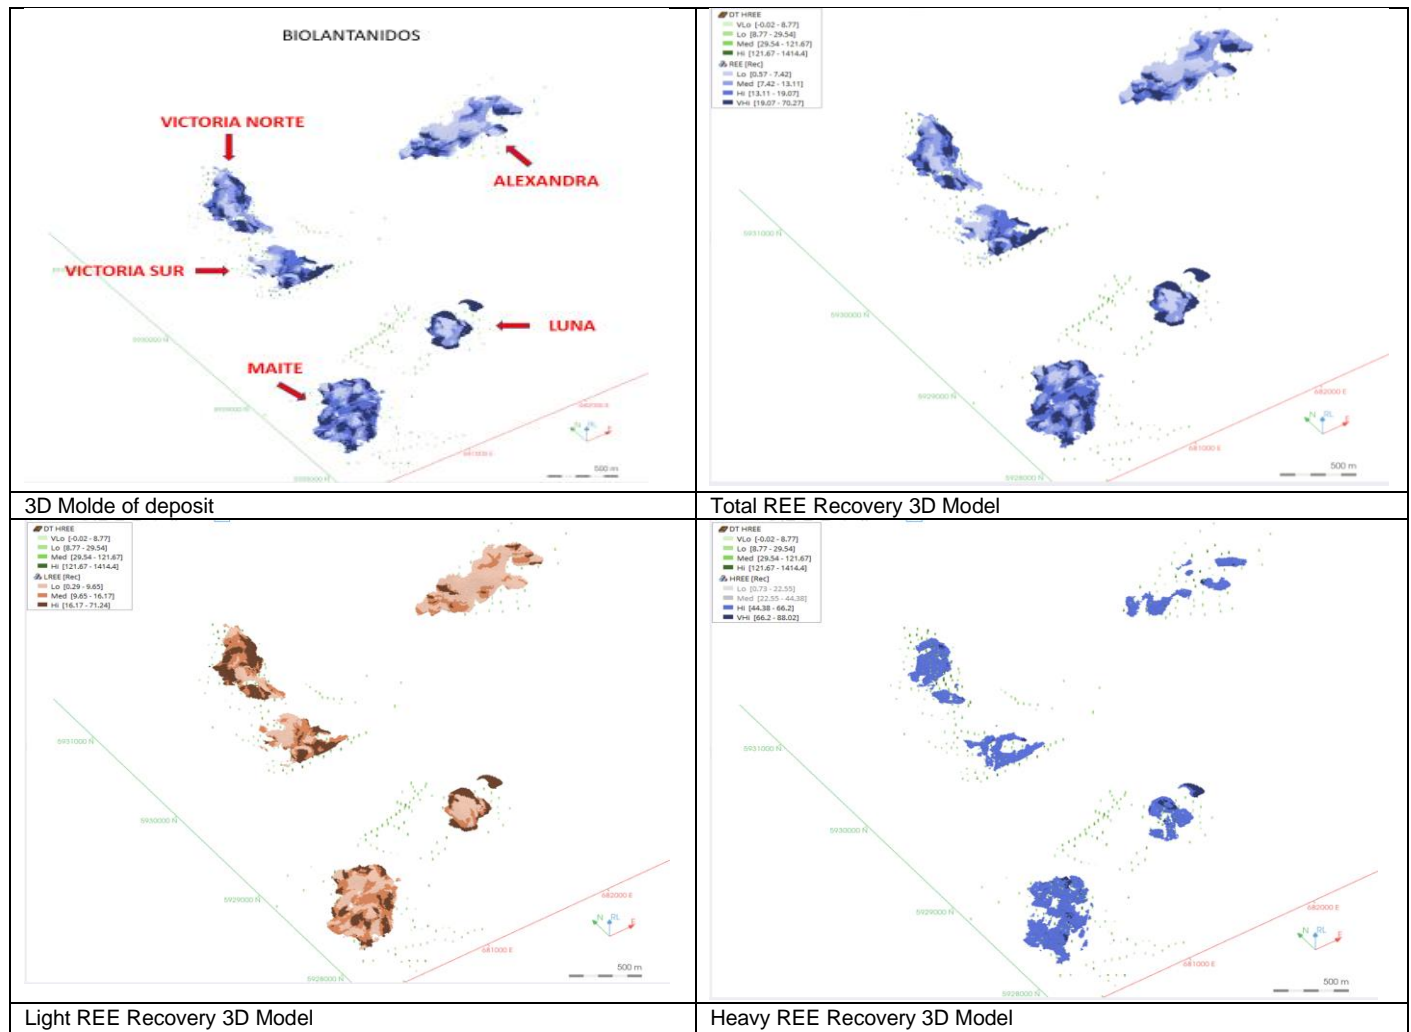 BIOLANTANIDOS
VICTORIA NORTE
ALEXANDRA
VICTORIA SUR
LUNA
MAITE
682000 E
681000 E
N RL E
500 m
3D Molde of deposit
DT HREE
VLo [-0.02 - 8.77]
Lo [8.77 - 29.54]
Med [29.54 - 121.67]
Hi [121.67 - 1414.4]
REE [Rec]
Lo [0.57 - 7.42]
Med [7.42 - 13.11]
Hi [13.11 - 19.07]
VHi [19.07 - 70.27]
5931000 N
5930000 N
5929000 N
5928000 N
682000 E
681000 E
N RL E
500 m
Total REE Recovery 3D Model
DT HREE
VLo [-0.02 - 8.77]
Lo [8.77 - 29.54]
Med [29.54 - 121.67]
Hi [121.67 - 1414.4]
LREE [Rec]
Lo [0.29 - 9.65]
Med [9.65 - 16.17]
Hi [16.17 - 71.24]
5931000 N
5930000 N
5929000 N
5928000 N
682000 E
681000 E
N RL E
500 m
Light REE Recovery 3D Model
DT HREE
VLo [-0.02 - 8.77]
Lo [8.77 - 29.54]
Med [29.54 - 121.67]
Hi [121.67 - 1414.4]
HREE [Rec]
Lo [0.73 - 22.55]
Med [22.55 - 44.38]
Hi [44.38 - 66.2]
VHi [66.2 - 88.02]
5931000 N
5930000 N
5929000 N
5928000 N
682000 E
681000 E
N RL E
500 m
Heavy REE Recovery 3D Model